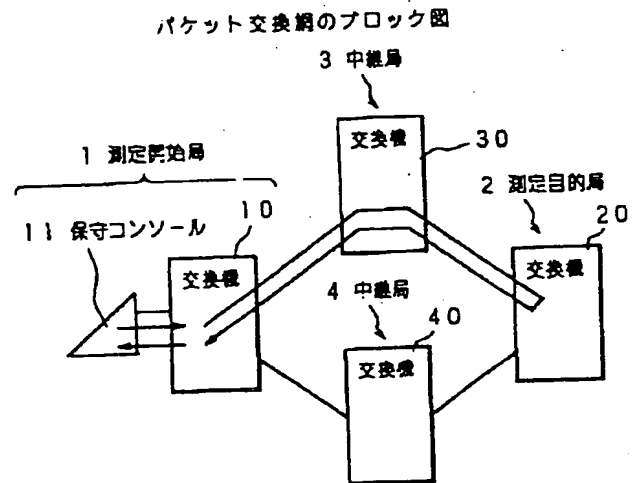 パケット交換網のブロック図
3 中継局
交換機
30
1 測定開始局
2 測定目的局
11 保守コンソール
10
20
交換機
交換機
4 中継局
40
交換機